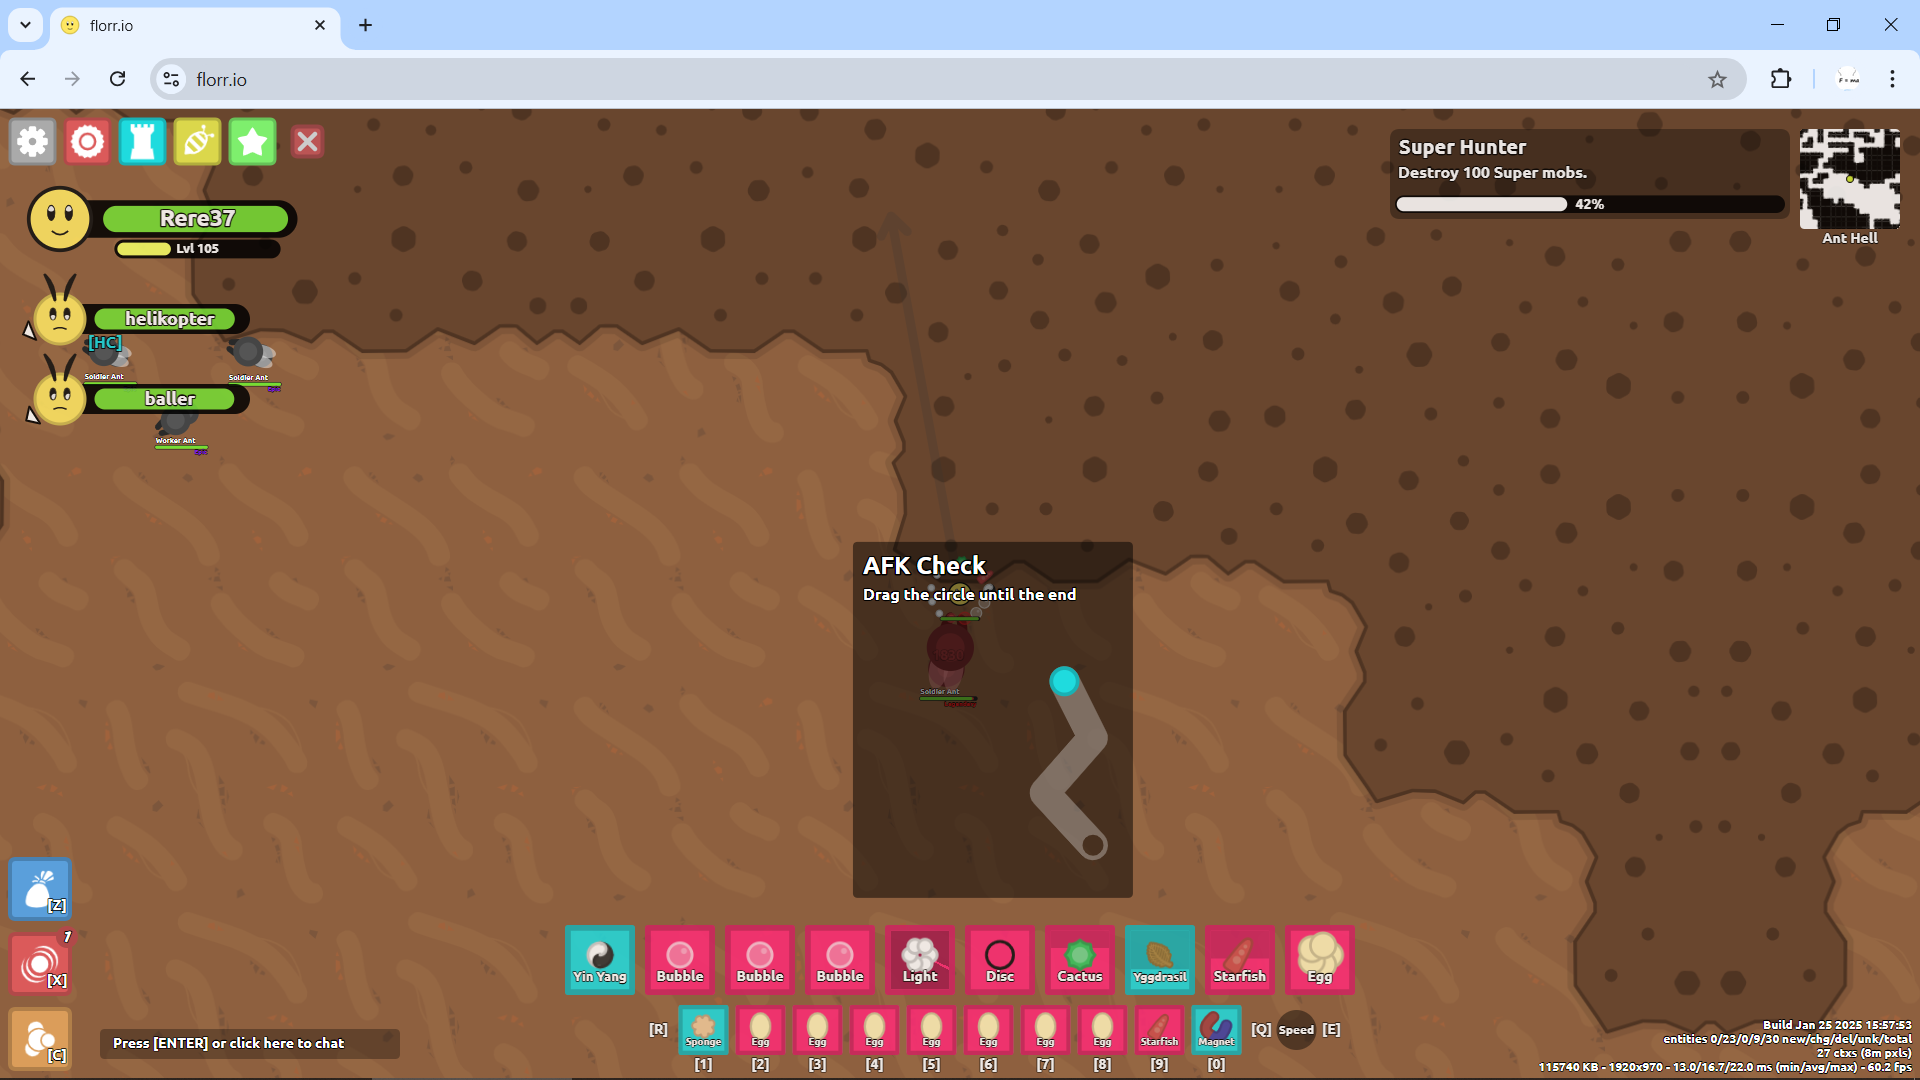 florr.io
florr.io
Rere37
Lvl 105
helikopter
[HC]
Soldier Ant
Soldier Ant
Epic
baller
Worker Ant
Epic
Super Hunter
Destroy 100 Super mobs.
42%
Ant Hell
AFK Check
Drag the circle until the end
Soldier Ant
Legendary
[Z]
1
[X]
[C]
Press [ENTER] or click here to chat
Yin Yang
Bubble
Bubble
Bubble
Light
Disc
Cactus
Yggdrasil
Starfish
Egg
[R]
Sponge
Egg
Egg
Egg
Egg
Egg
Egg
Egg
Starfish
Magnet
[Q]
Speed
[E]
[1]
[2]
[3]
[4]
[5]
[6]
[7]
[8]
[9]
[0]
Build Jan 25 2025 15:57:53
entities 0/23/0/9/30 new/chg/del/unk/total
27 ctxs (8m pxls)
115740 KB - 1920x970 - 13.0/16.7/22.0 ms (min/avg/max) - 60.2 fps